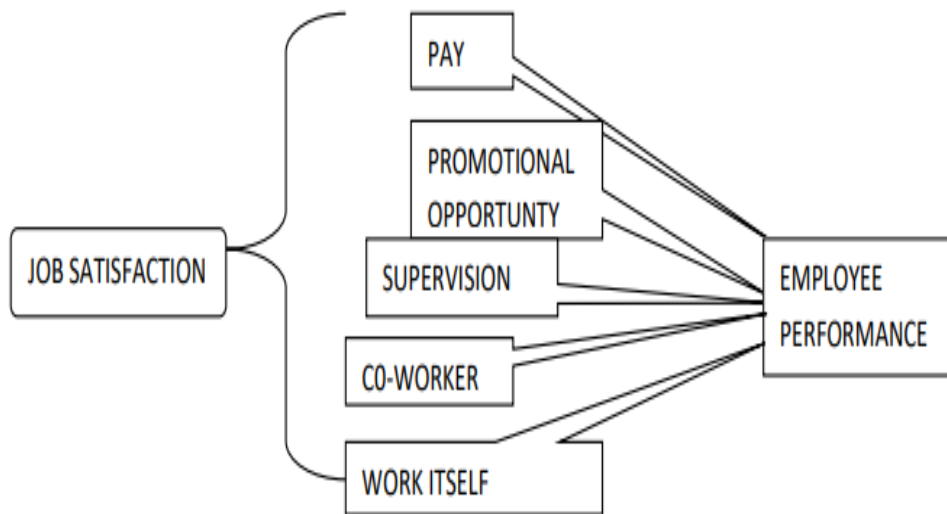 PAY
PROMOTIONAL
OPPORTUNTY
JOB SATISFACTION
SUPERVISION
EMPLOYEE
PERFORMANCE
C0-WORKER
WORK ITSELF